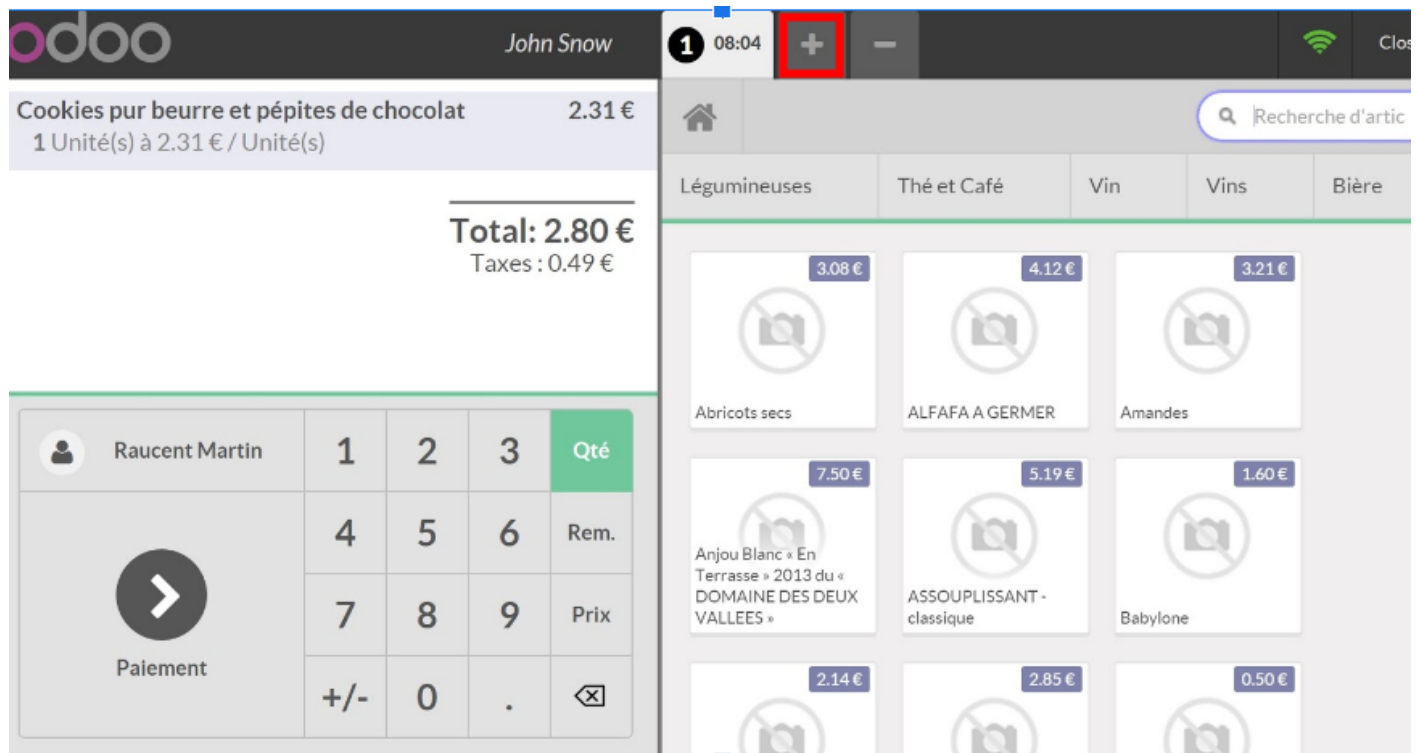 odoo
John Snow
1 08:04 + −
Clos
Cookies pur beurre et pépites de chocolat 2.31 €
1 Unité(s) à 2.31 € / Unité(s)
Total: 2.80 €
Taxes : 0.49 €
Recherche d'artic
Légumineuses Thé et Café Vin Vins Bière
3.08 € 4.12 € 3.21 €
Abricots secs ALFAFA A GERMER Amandes
7.50 € 5.19 € 1.60 €
Anjou Blanc « En
Terrasse » 2013 du «
DOMAINE DES DEUX
VALLEES »
ASSOUPLISSANT -
classique
Babylone
2.14 € 2.85 € 0.50 €
Raucent Martin
Paiement
1 2 3 Qté
4 5 6 Rem.
7 8 9 Prix
+/- 0 .